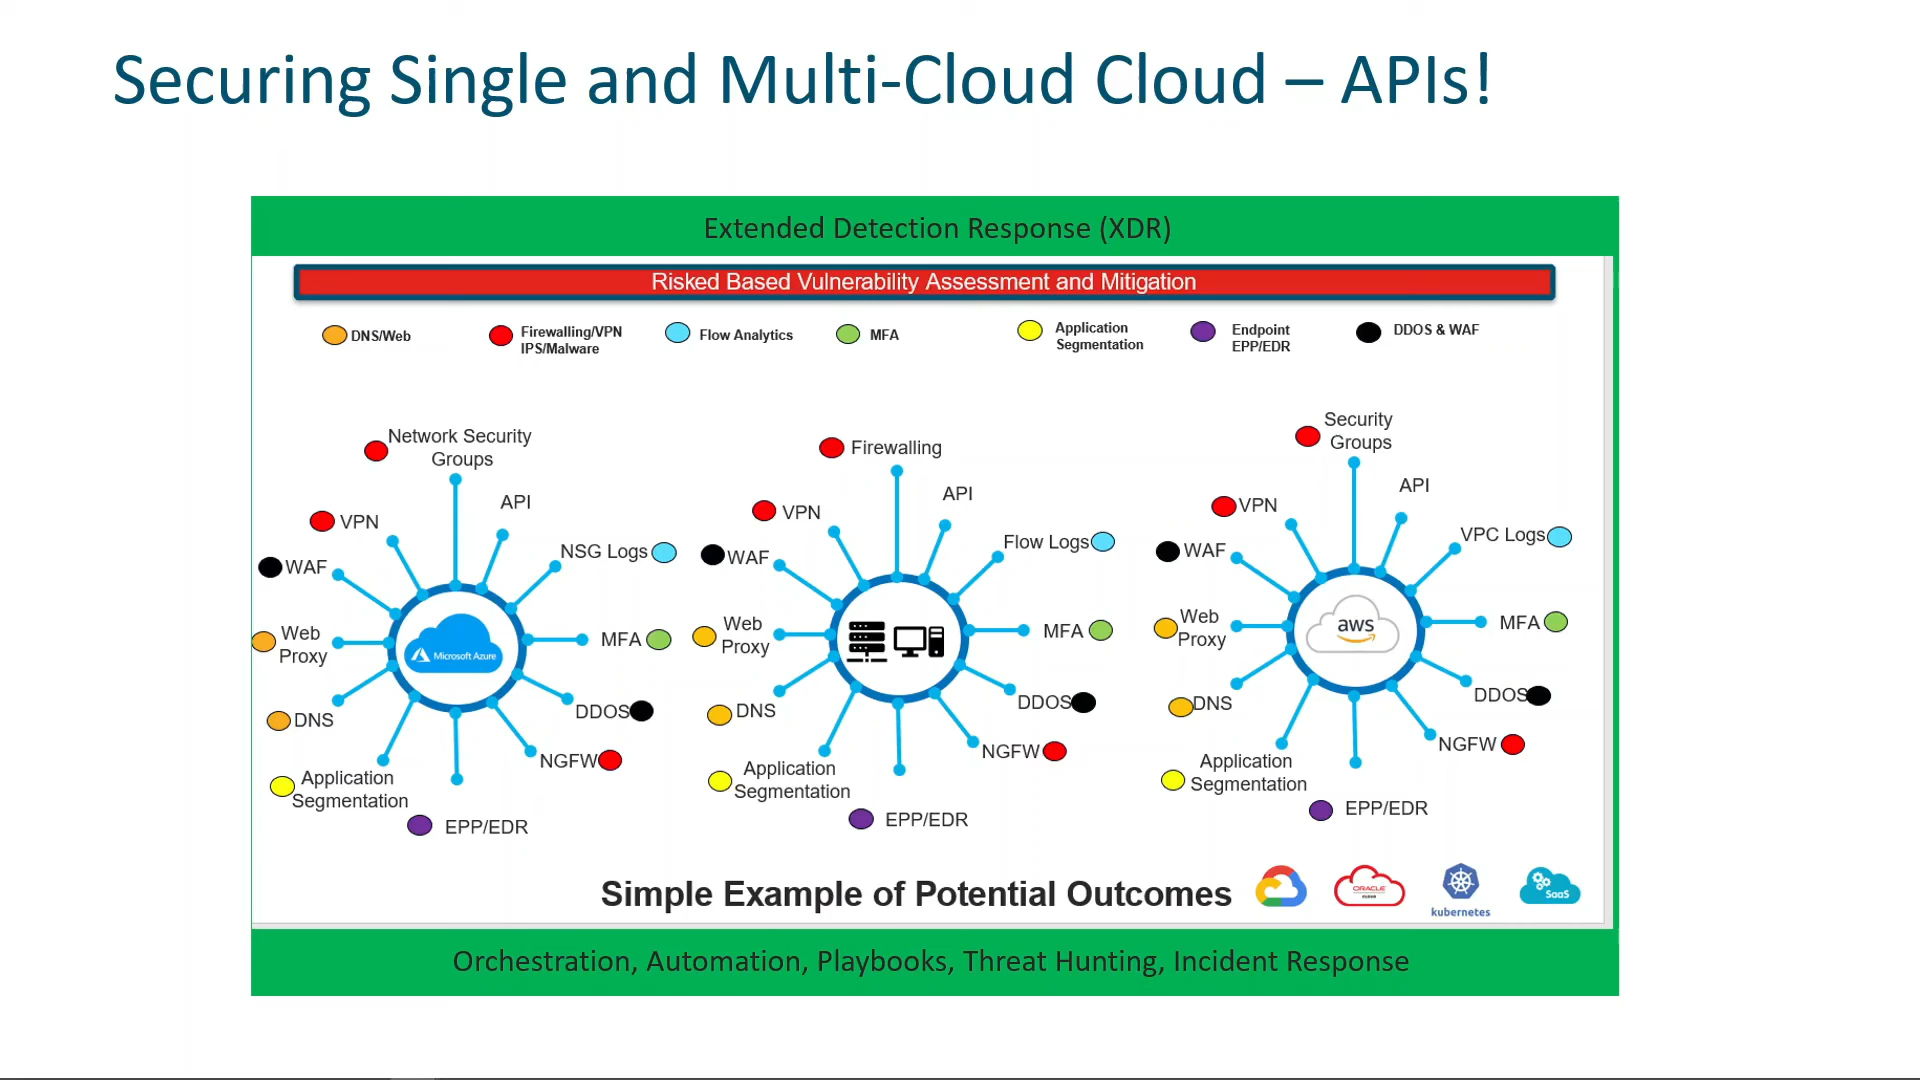 Securing Single and Multi-Cloud Cloud – APIs!
Extended Detection Response (XDR)
Risked Based Vulnerability Assessment and Mitigation
DNS/Web
Firewalling/VPN
IPS/Malware
Flow Analytics
MFA
Application
Segmentation
Endpoint
EPP/EDR
DDOS & WAF
Network Security
Groups
API
VPN
NSG Logs
WAF
Web
Proxy
MFA
Microsoft Azure
DNS
DDOS
NGFW
Application
Segmentation
EPP/EDR
Firewalling
API
VPN
Flow Logs
WAF
Web
Proxy
MFA
DNS
DDOS
NGFW
Application
Segmentation
EPP/EDR
Security
Groups
API
VPN
VPC Logs
WAF
Web
Proxy
MFA
aws
DNS
DDOS
NGFW
Application
Segmentation
EPP/EDR
Simple Example of Potential Outcomes
ORACLE
CLOUD
kubernetes
SaaS
Orchestration, Automation, Playbooks, Threat Hunting, Incident Response